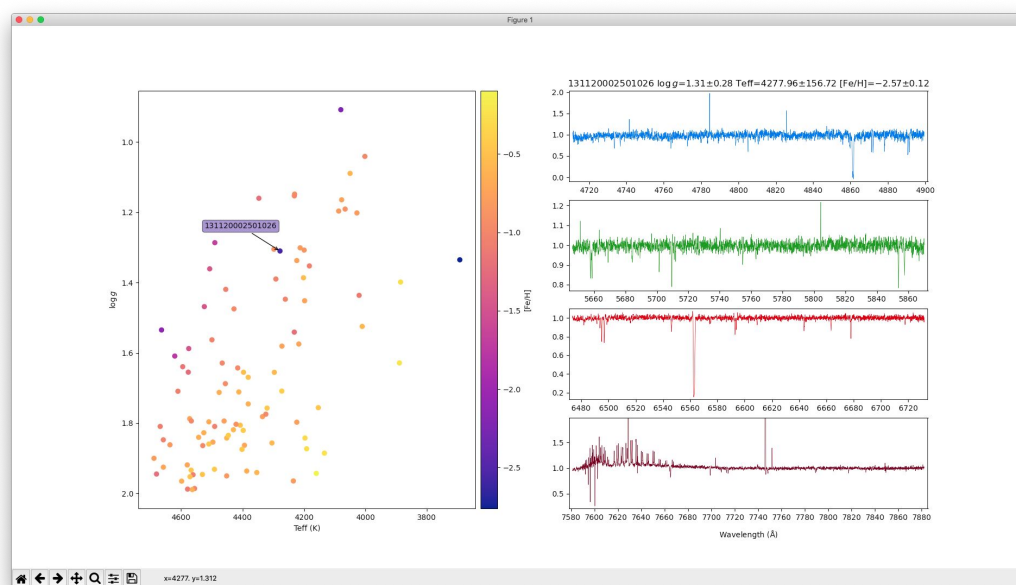 Figure 1
1.0
1.2
1.4
1.6
1.8
2.0
log g
131120002501026
4600 4400 4200 4000 3800
Teff (K)
−0.5
−1.0
−1.5
−2.0
−2.5
[Fe/H]
131120002501026 log g=1.31±0.28 Teff=4277.96±156.72 [Fe/H]=−2.57±0.12
2.0
1.5
1.0
0.5
0.0
4720 4740 4760 4780 4800 4820 4840 4860 4880 4900
1.2
1.1
1.0
0.9
0.8
5660 5680 5700 5720 5740 5760 5780 5800 5820 5840 5860
1.0
0.8
0.6
0.4
0.2
6480 6500 6520 6540 6560 6580 6600 6620 6640 6660 6680 6700 6720
1.5
1.0
0.5
7580 7600 7620 7640 7660 7680 7700 7720 7740 7760 7780 7800 7820 7840 7860 7880
Wavelength (Å)
x=4277. y=1.312